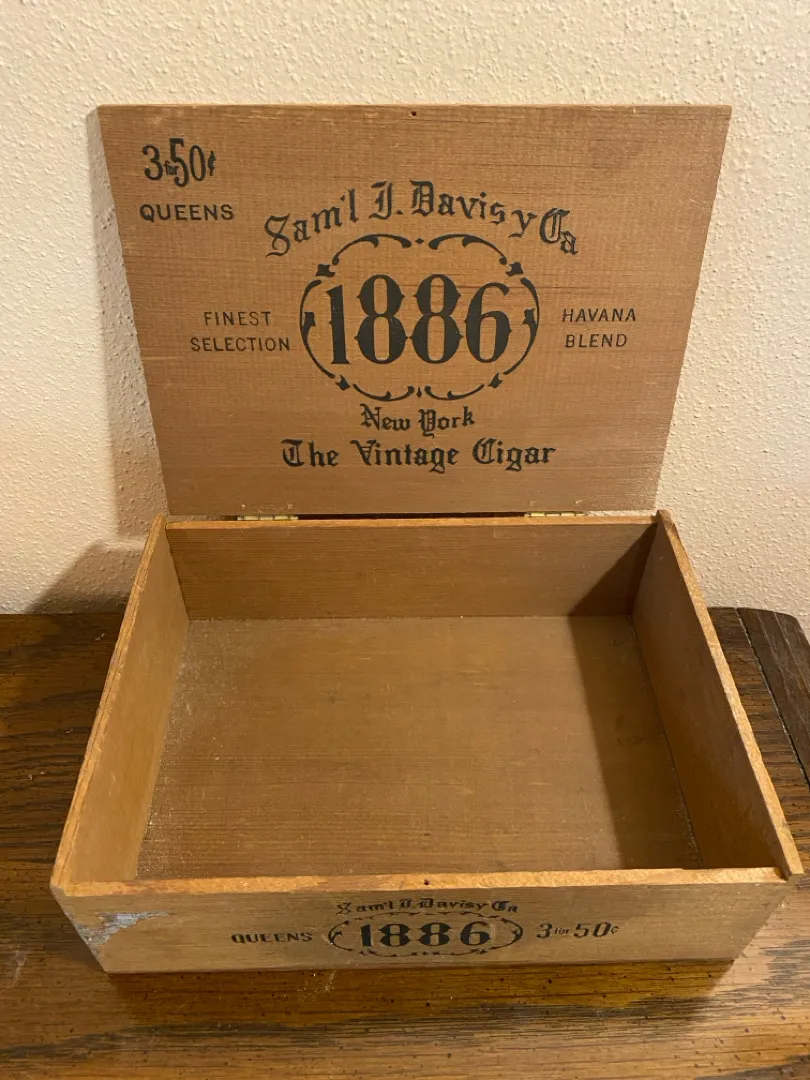 3 for 50¢
QUEENS
Sam'l I. Davis y Ca
FINEST
SELECTION
1886
HAVANA
BLEND
New York
The Vintage Cigar
Sam'l I. Davis y Ca
QUEENS 1886 3 for 50¢